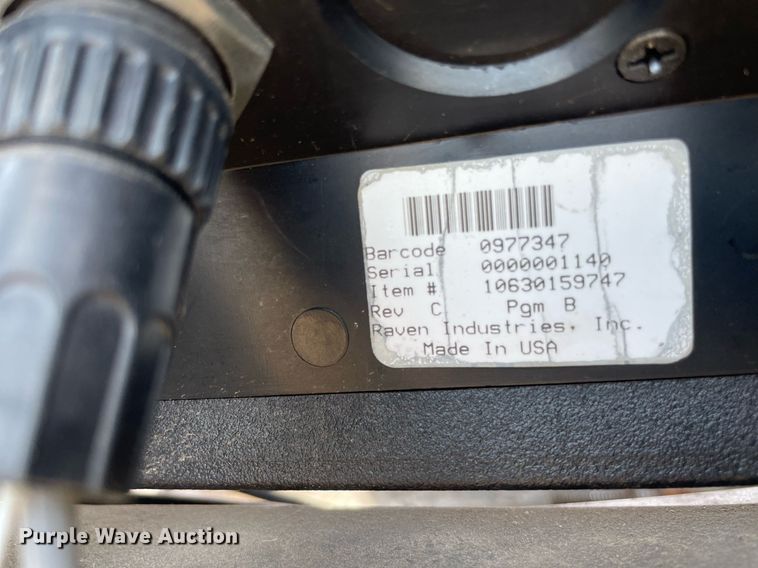 Barcode 0977347
Serial 0000001140
Item # 10630159747
Rev C Pgm B
Raven Industries, Inc.
Made In USA
Purple Wave Auction